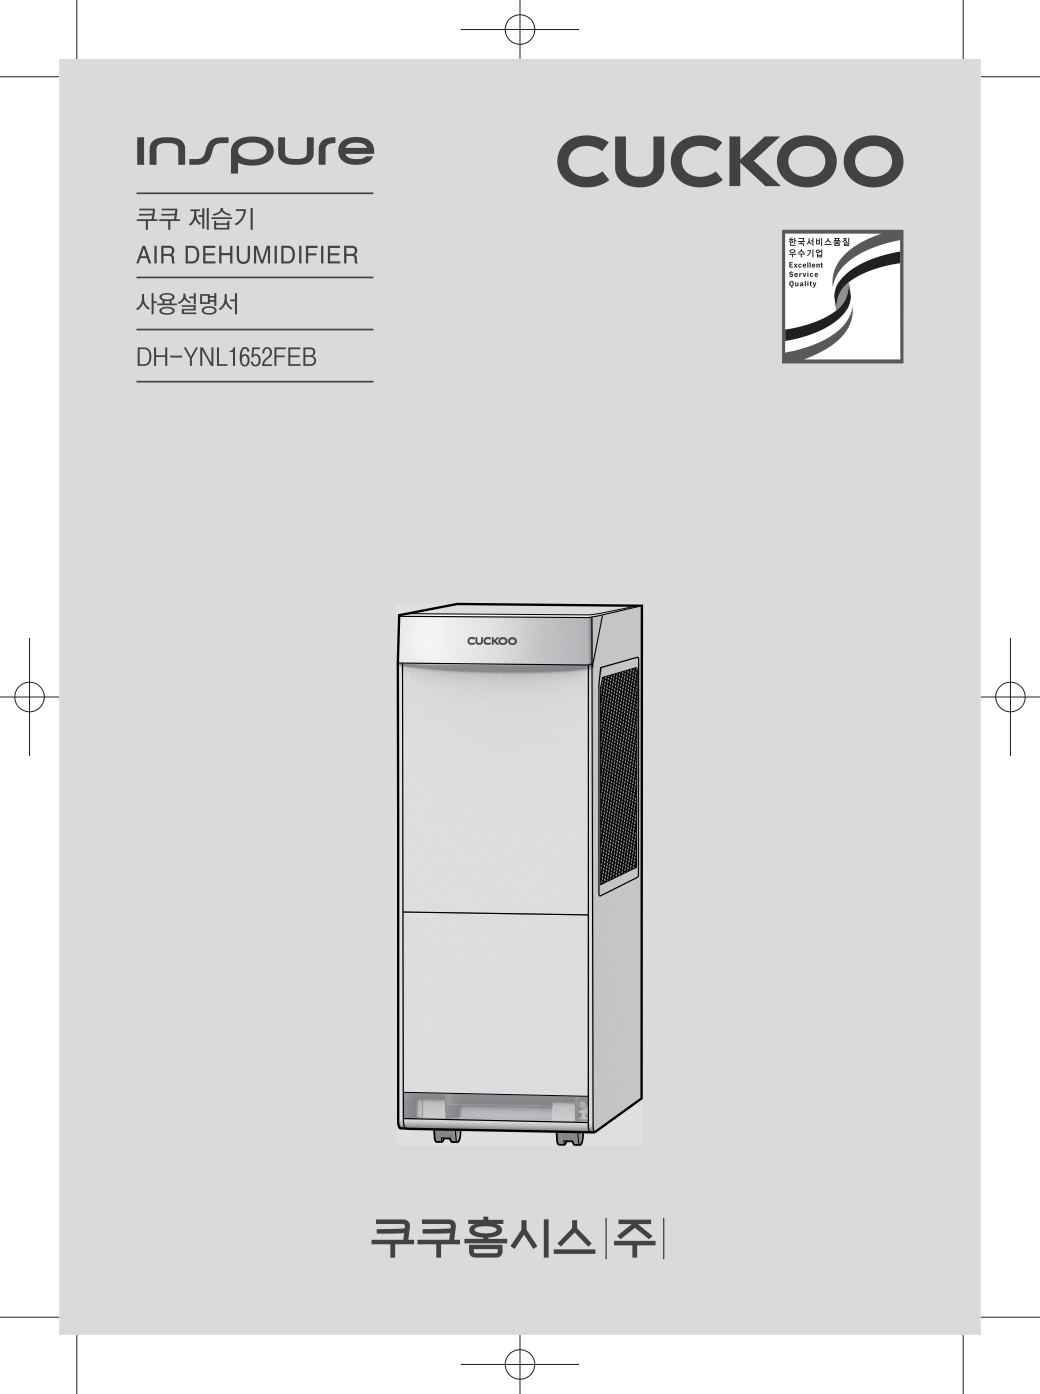 inspure
CUCKOO
쿠쿠 제습기
AIR DEHUMIDIFIER
사용설명서
DH-YNL1652FEB
한국서비스품질
우수기업
Excellent
Service
Quality
CUCKOO
쿠쿠홈시스|주|